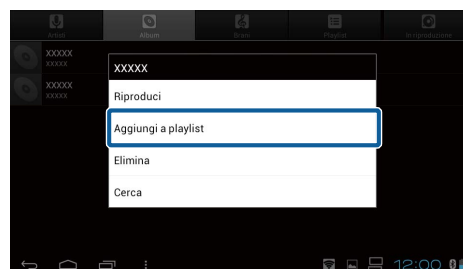 Artisti Album Brani Playlist In riproduzione
XXXXX
XXXXX
XXXXX
XXXXX
XXXXX
Riproduci
Aggiungi a playlist
Elimina
Cerca
12:00